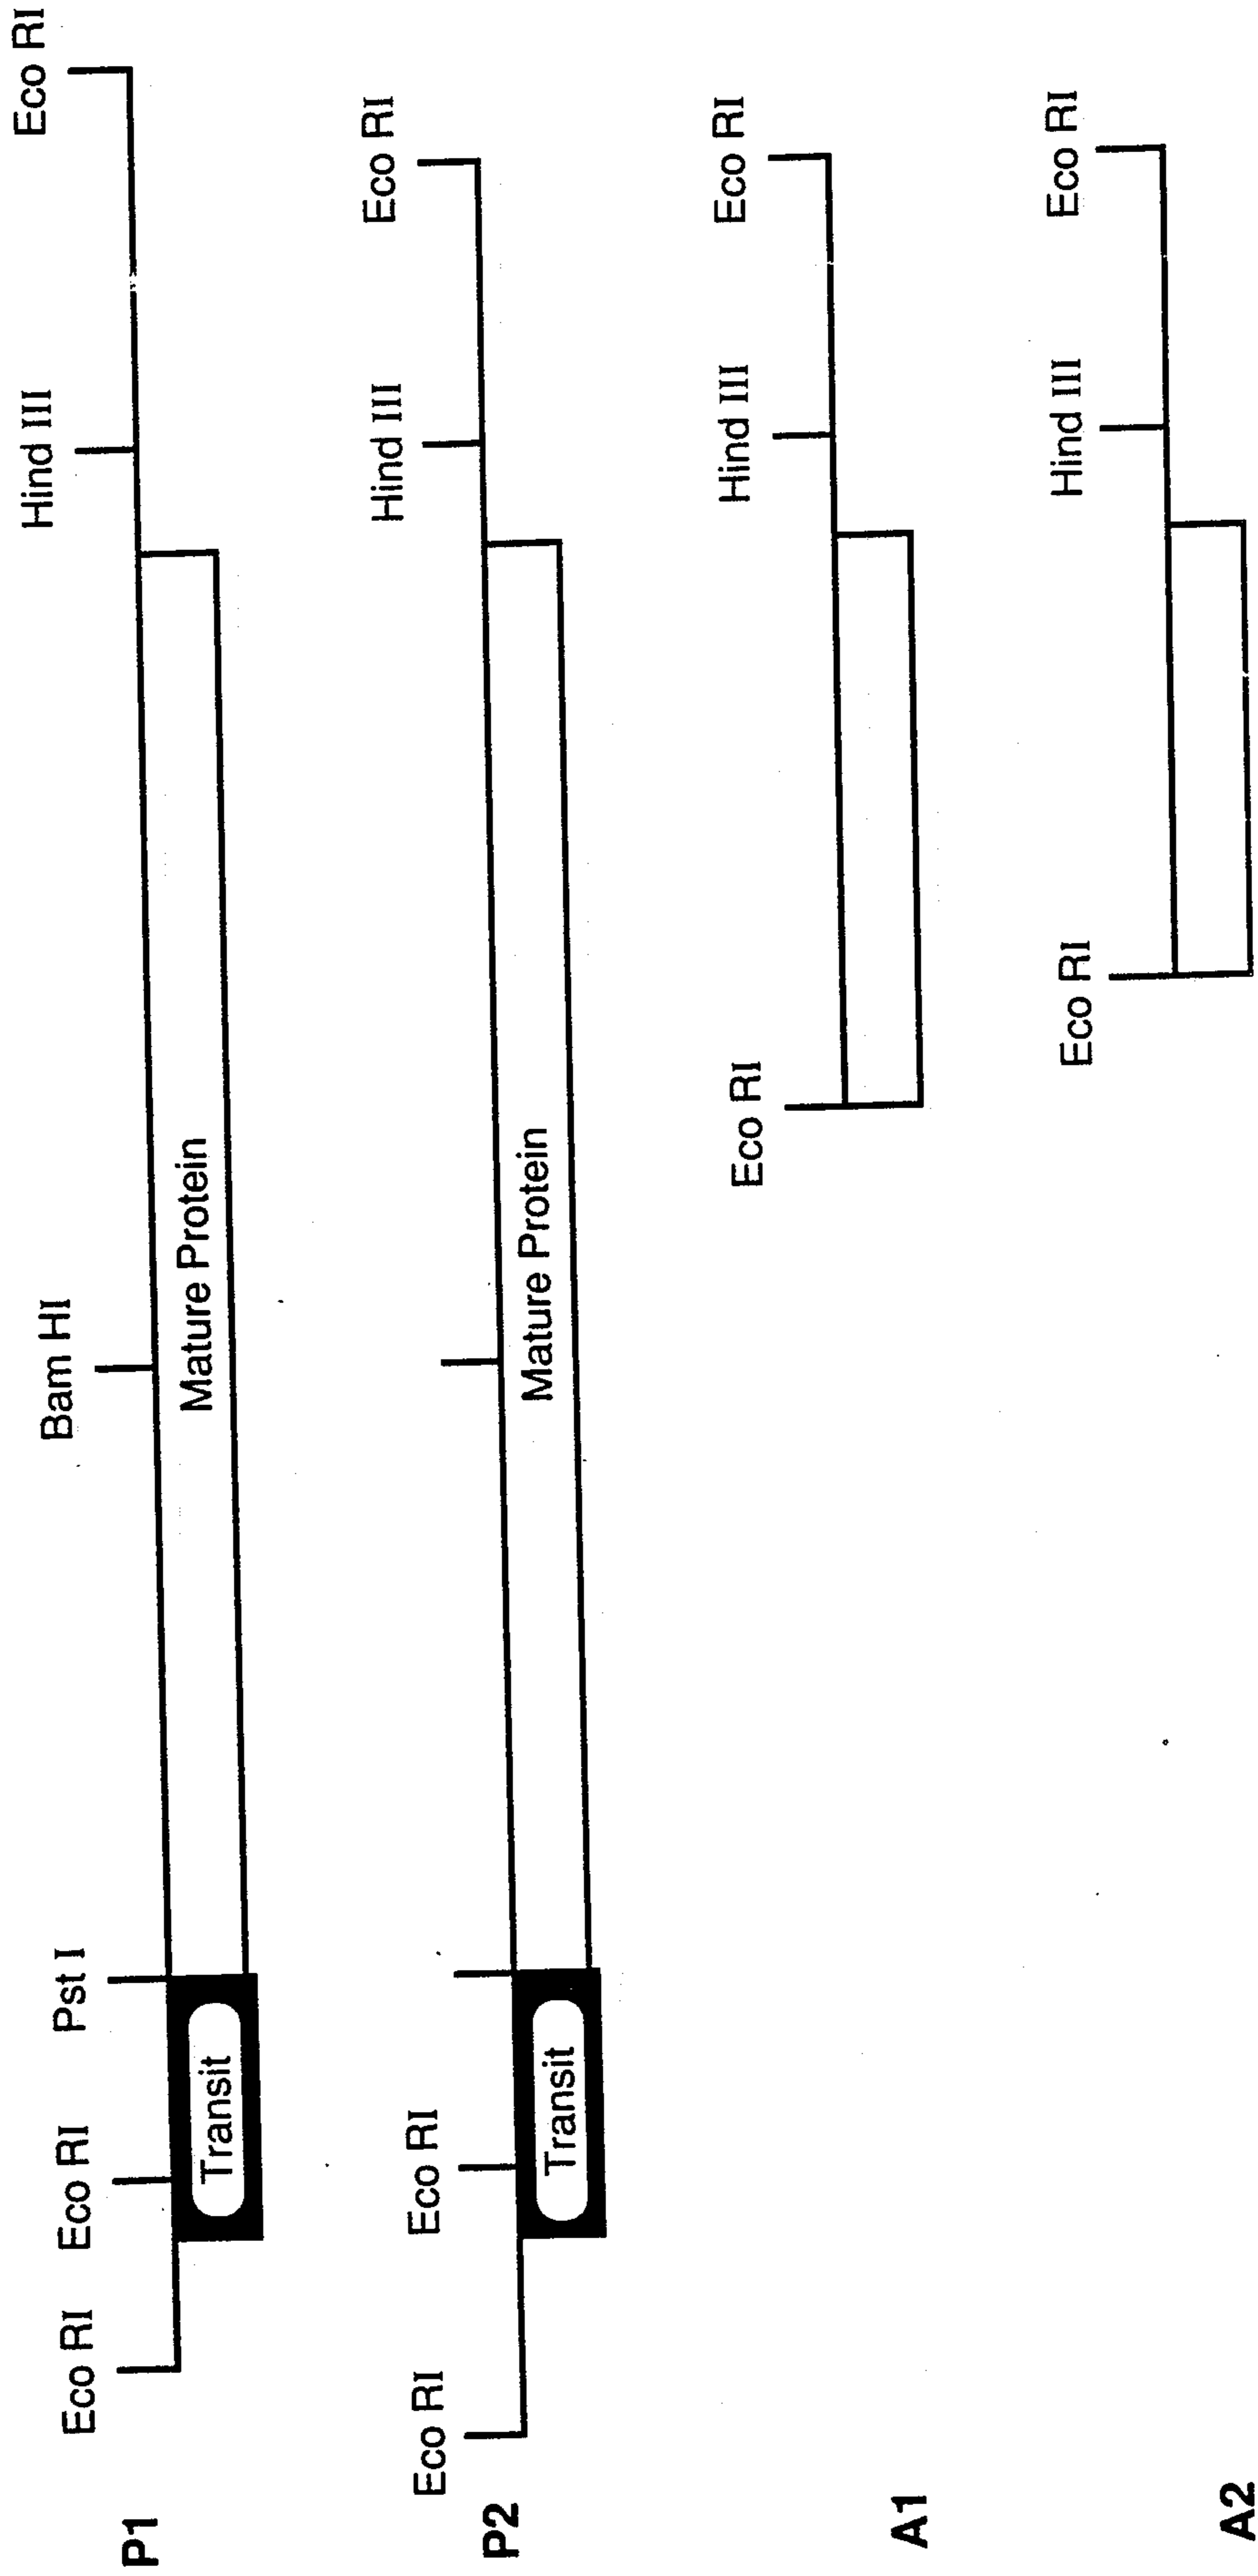 Eco RI Eco RI Pst I Bam HI Hind III Eco RI
P1 Transit Mature Protein
Eco RI Eco RI Hind III Eco RI
P2 Transit Mature Protein
Eco RI Hind III Eco RI
A1
Eco RI Hind III Eco RI
A2